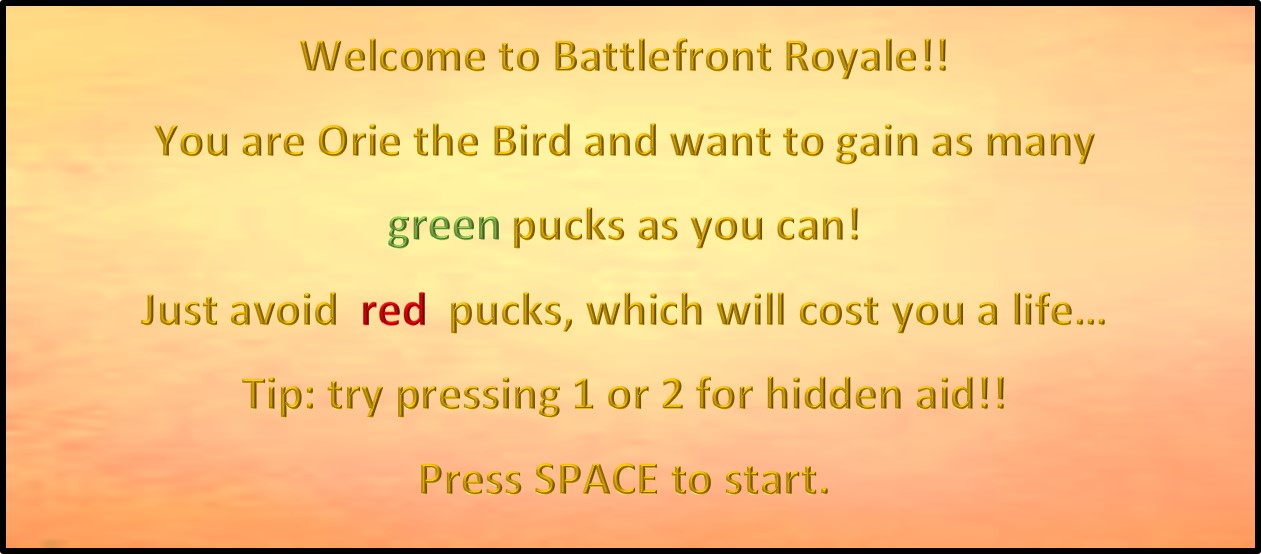 Welcome to Battlefront Royale!!
You are Orie the Bird and want to gain as many
green pucks as you can!
Just avoid red pucks, which will cost you a life...
Tip: try pressing 1 or 2 for hidden aid!!
Press SPACE to start.